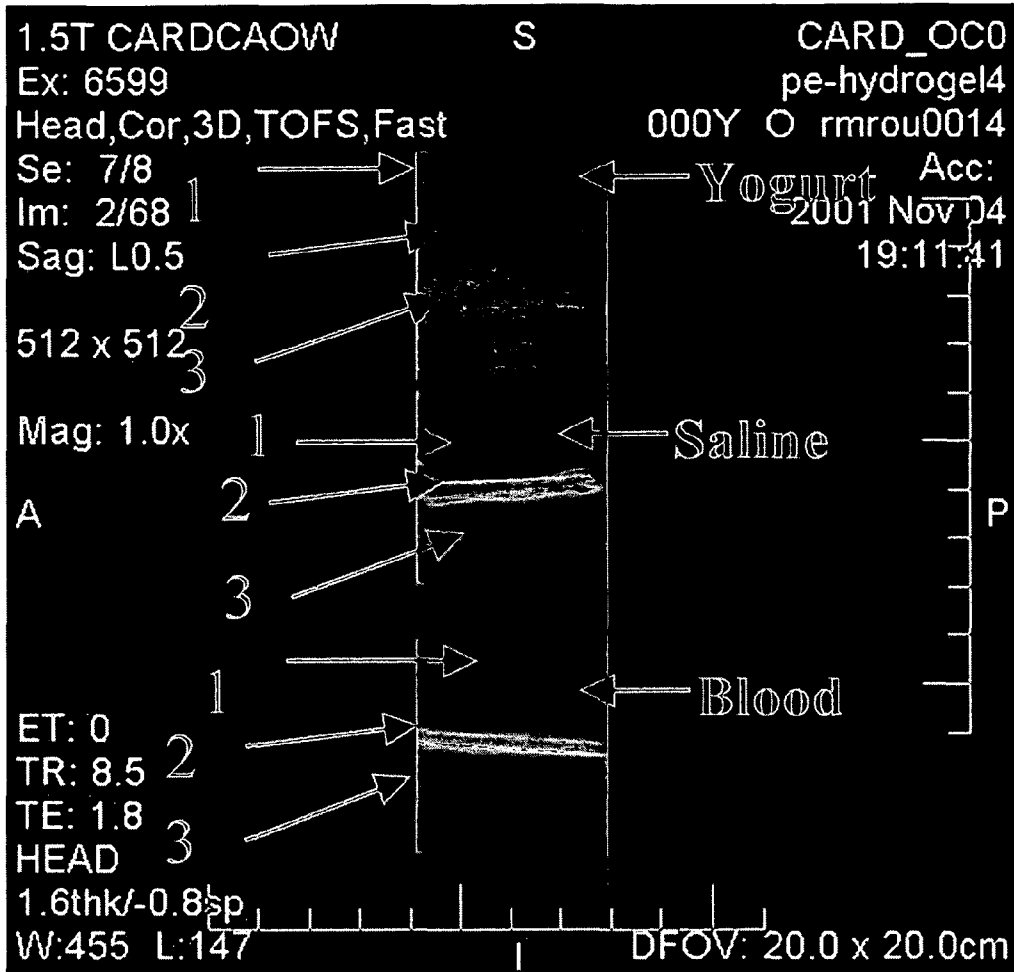 1.5T CARDCAOW
Ex: 6599
Head,Cor,3D,TOFS,Fast
Se: 7/8
Im: 2/68
Sag: L0.5
512 x 512
Mag: 1.0x
S
CARD_OC0
pe-hydrogel4
000Y O rmrou0014
Acc:
2001 Nov 04
19:11:41
1
2
3
Yogurt
1
2
3
Saline
A
P
1
2
3
Blood
ET: 0
TR: 8.5
TE: 1.8
HEAD
1.6thk/-0.8sp
W:455 L:147
I
DFOV: 20.0 x 20.0cm